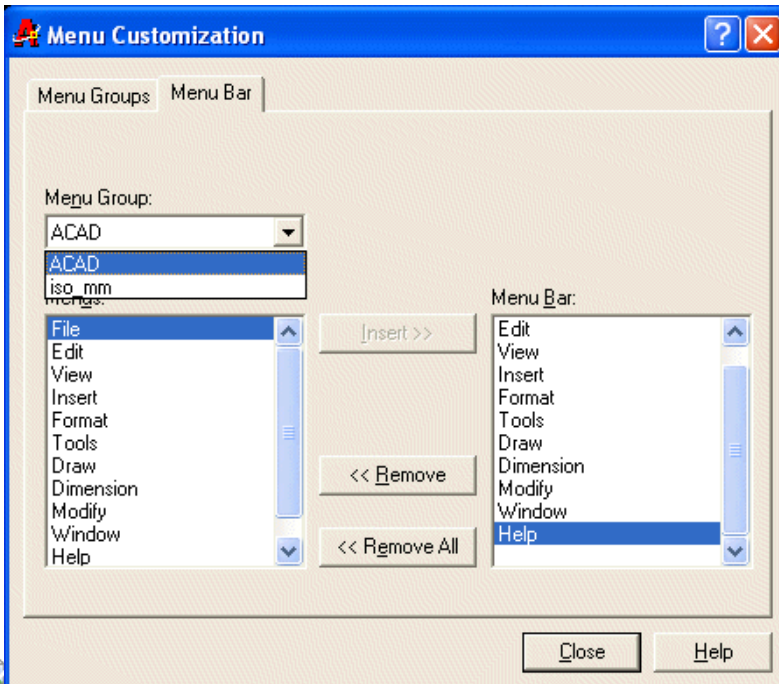 Menu Customization
Menu Groups
Menu Bar
Menu Group:
ACAD
ACAD
iso_mm
Menus:
File
Edit
View
Insert
Format
Tools
Draw
Dimension
Modify
Window
Help
Insert >>
<< Remove
<< Remove All
Menu Bar:
Edit
View
Insert
Format
Tools
Draw
Dimension
Modify
Window
Help
Close
Help